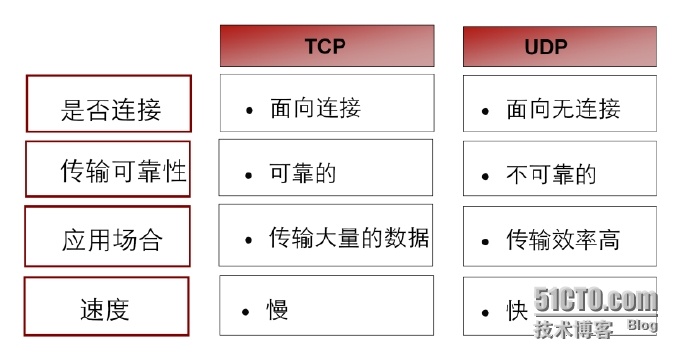 TCP UDP
是否连接 • 面向连接 • 面向无连接
传输可靠性 • 可靠的 • 不可靠的
应用场合 • 传输大量的数据 • 传输效率高
速度 • 慢 • 快
51CTO.com
技术博客 Blog